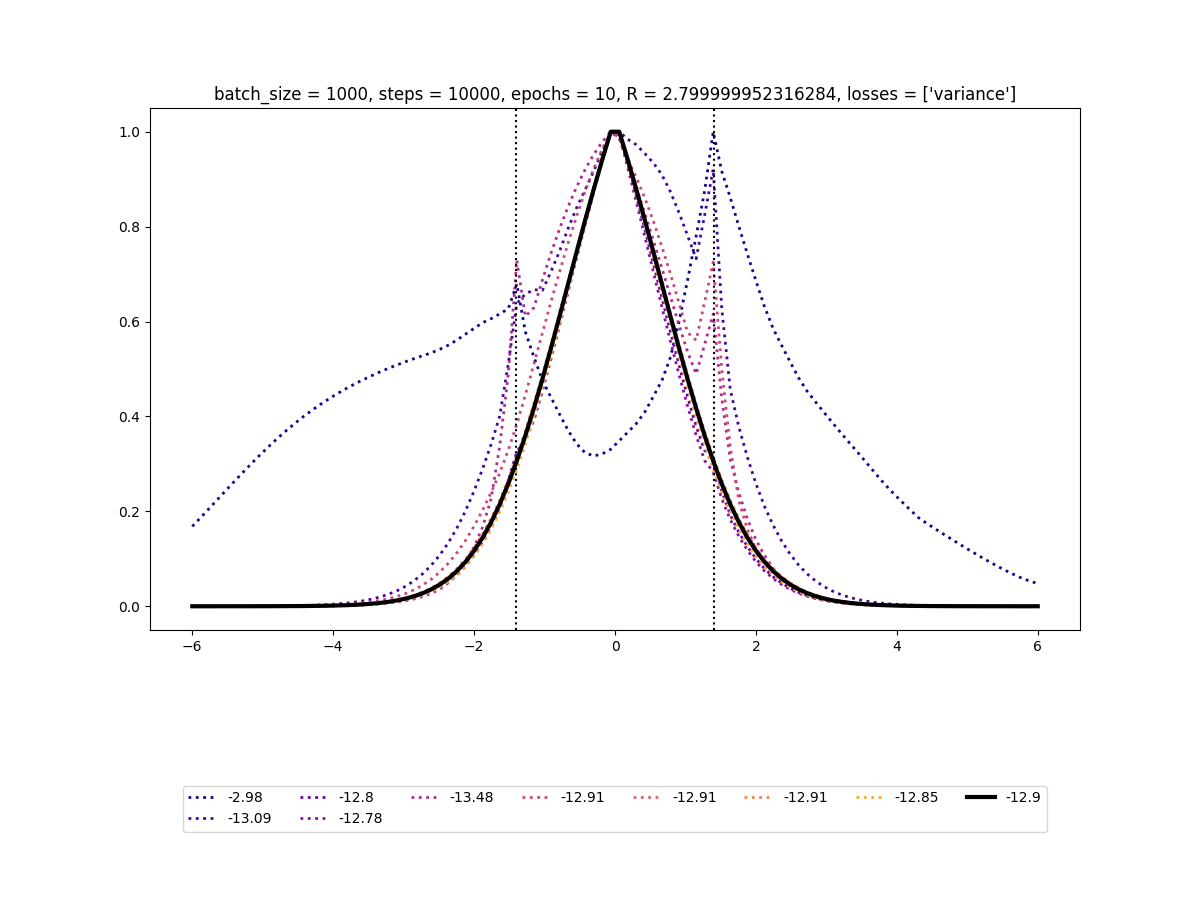 batch_size = 1000, steps = 10000, epochs = 10, R = 2.799999952316284, losses = ['variance']
1.0
0.8
0.6
0.4
0.2
0.0
−6 −4 −2 0 2 4 6
-2.98 -12.8 -13.48 -12.91 -12.91 -12.91 -12.85 -12.9
-13.09 -12.78